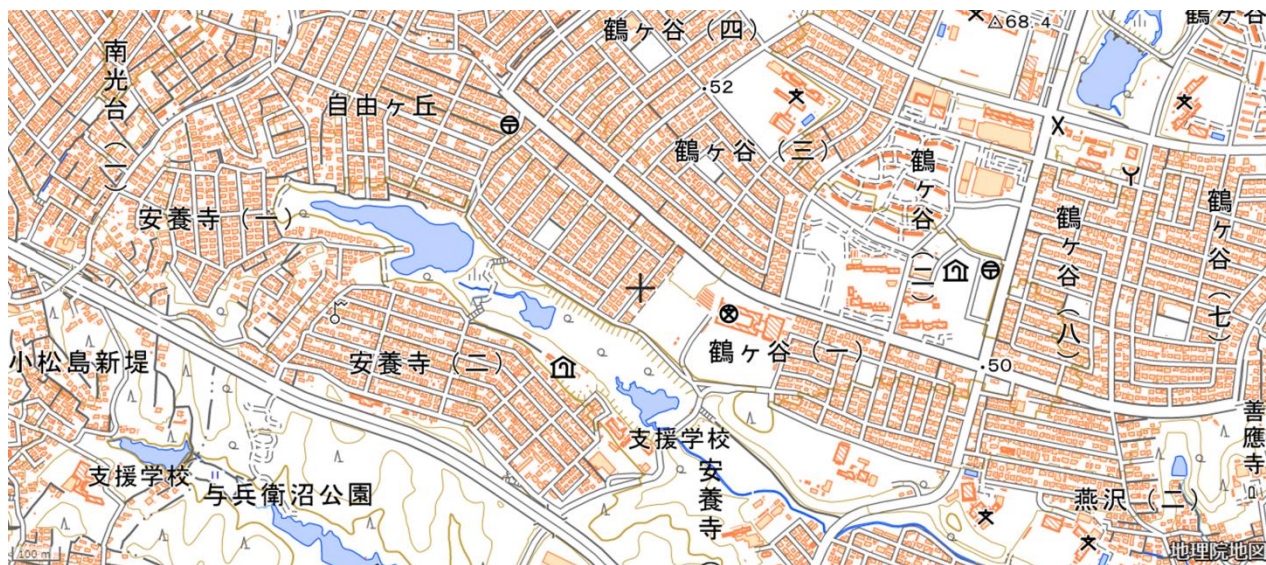 鶴ヶ谷（四）
68.4
鶴ヶ谷
南光台（一）
自由ヶ丘
52
鶴ヶ谷（三）
鶴ヶ谷（二）
鶴ヶ谷（八）
鶴ヶ谷（七）
安養寺（一）
鶴ヶ谷（一）
小松島新堤
安養寺（二）
50
善應寺
支援学校
支援学校
与兵衛沼公園
安養寺
燕沢（二）
100 m
地理院地図